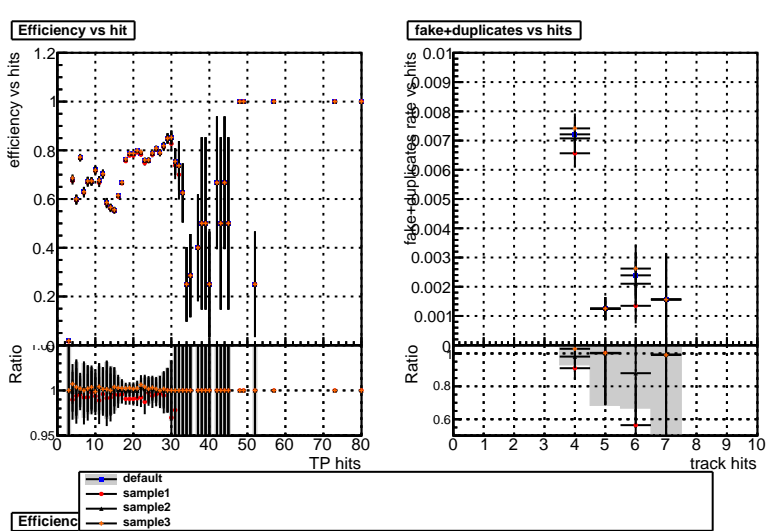 Efficiency vs hit
fake+duplicates vs hits
efficiency vs hits
1.2
1
0.8
0.6
0.4
0.2
0
Ratio
1
0.95
0 10 20 30 40 50 60 70 80
TP hits
fake+duplicates rate vs hits
0.01
0.009
0.008
0.007
0.006
0.005
0.004
0.003
0.002
0.001
0
Ratio
1
0.8
0.6
0 1 2 3 4 5 6 7 8 9 10
track hits
default
sample1
sample2
sample3
Efficienc